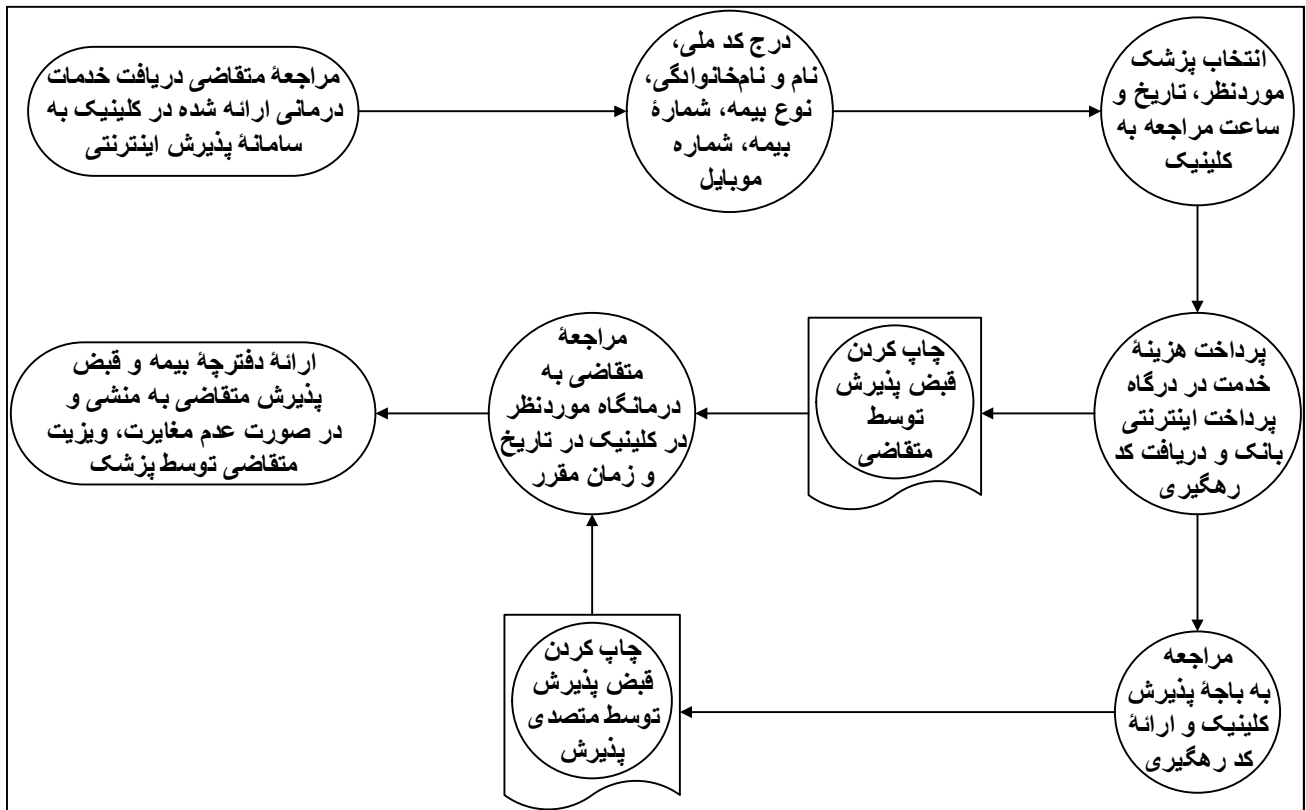 مراجعهٔ متقاضی دریافت خدمات
درمانی ارائه شده در کلینیک به
سامانهٔ پذیرش اینترنتی
درج کد ملی،
نام و نام‌خانوادگی،
نوع بیمه، شمارهٔ
بیمه، شماره
موبایل
انتخاب پزشک
موردنظر، تاریخ و
ساعت مراجعه به
کلینیک
پرداخت هزینهٔ
خدمت در درگاه
پرداخت اینترنتی
بانک و دریافت کد
رهگیری
چاپ کردن
قبض پذیرش
توسط
متقاضی
مراجعهٔ
متقاضی به
درمانگاه موردنظر
در کلینیک در تاریخ
و زمان مقرر
ارائهٔ دفترچهٔ بیمه و قبض
پذیرش متقاضی به منشی و
در صورت عدم مغایرت، ویزیت
متقاضی توسط پزشک
مراجعه
به باجهٔ پذیرش
کلینیک و ارائهٔ
کد رهگیری
چاپ کردن
قبض پذیرش
توسط متصدی
پذیرش